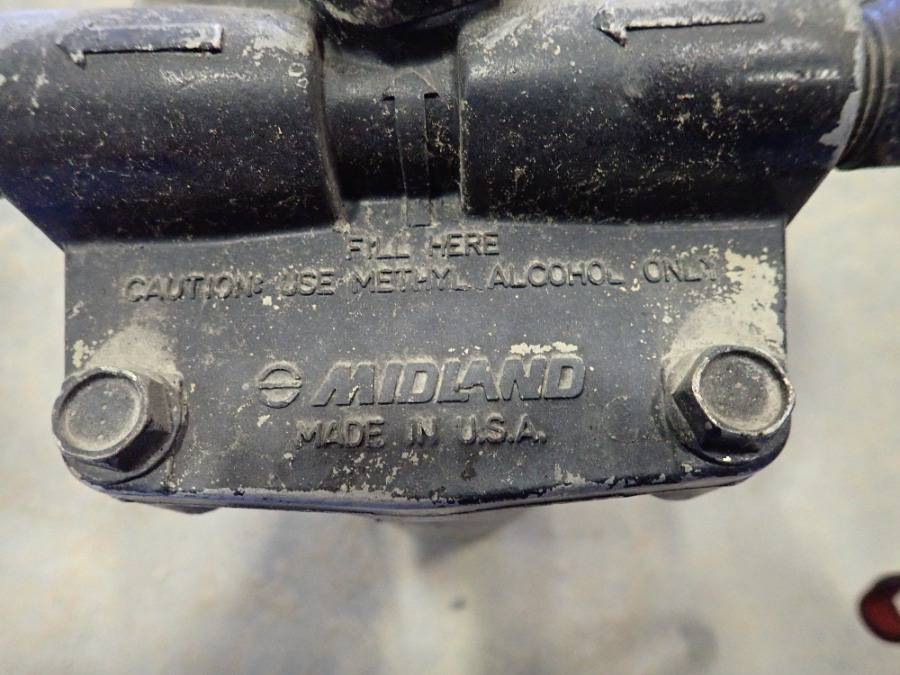 FILL HERE
CAUTION: USE METHYL ALCOHOL ONLY
MIDLAND
MADE IN U.S.A.